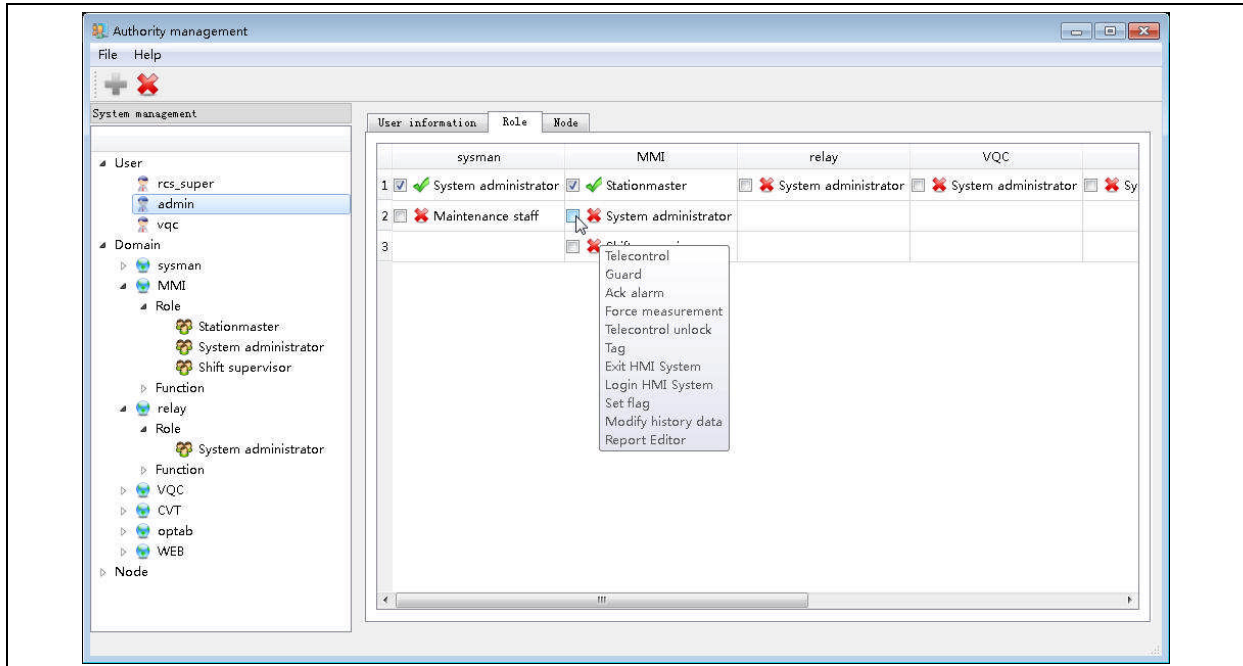 Authority management
File Help
System management
User information Role Node
User
rcs_super
admin
vqc
Domain
sysman
MMI
Role
Stationmaster
System administrator
Shift supervisor
Function
relay
Role
System administrator
Function
VQC
CVT
optab
WEB
Node
sysman MMI relay VQC
1 System administrator Stationmaster System administrator System administrator Sy
2 Maintenance staff System administrator
3
Telecontrol
Guard
Ack alarm
Force measurement
Telecontrol unlock
Tag
Exit HMI System
Login HMI System
Set flag
Modify history data
Report Editor